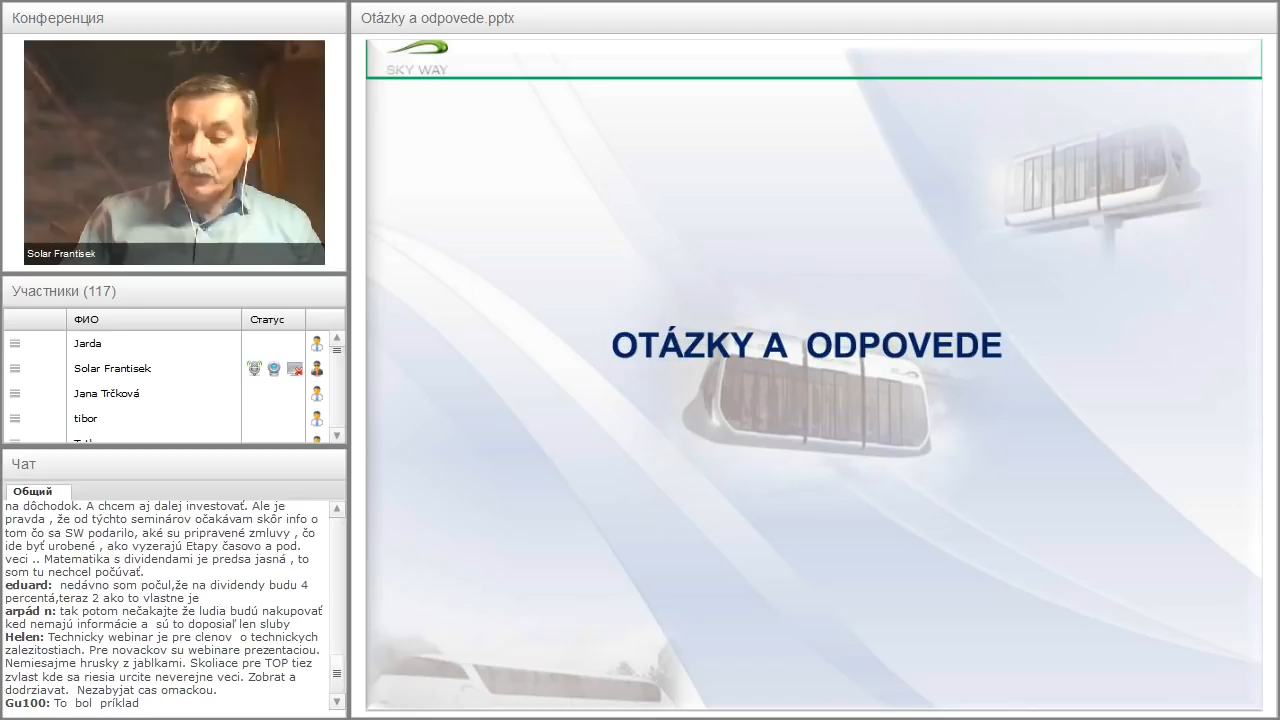 Конференция
SW
Solar Frantisek
Участники (117)
ФИО Статус
Jarda
Solar Frantisek
Jana Trčková
tibor
Чат
Общий
na dôchodok. A chcem aj dalej investovať. Ale je
pravda , že od týchto seminárov očakávam skôr info o
tom čo sa SW podarilo, aké su pripravené zmluvy , čo
ide byť urobené , ako vyzerajú Etapy časovo a pod.
veci .. Matematika s dividendami je predsa jasná , to
som tu nechcel počúvať.
eduard: nedávno som počul,že na dividendy budu 4
percentá,teraz 2 ako to vlastne je
arpád n: tak potom nečakajte že ludia budú nakupovať
ked nemajú informácie a sú to doposiaľ len sluby
Helen: Technicky webinar je pre clenov o technickych
zalezitostiach. Pre novackov su webinare prezentaciou.
Nemiesajme hrusky z jablkami. Skoliace pre TOP tiez
zvlast kde sa riesia urcite neverejne veci. Zobrat a
dodrziavat. Nezabyjat cas omackou.
Gu100: To bol príklad
Otázky a odpovede.pptx
SKY WAY
OTÁZKY A ODPOVEDE